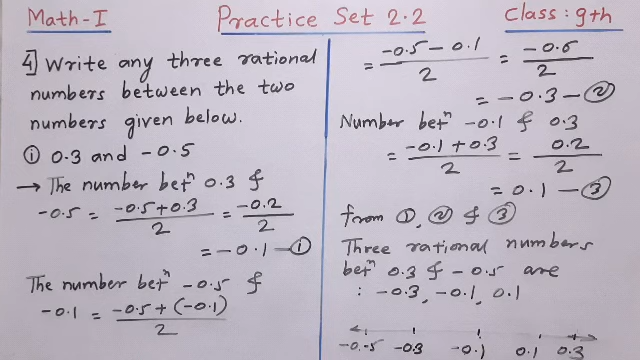 Math-I Practice Set 2.2 Class: 9th
4] Write any three rational
numbers between the two
numbers given below.
① 0.3 and -0.5
→ The number betⁿ 0.3 &
-0.5 = (-0.5+0.3)/2 = -0.2/2
= -0.1 —①
The number betⁿ -0.5 &
-0.1 = (-0.5+(-0.1))/2
= (-0.5-0.1)/2 = -0.6/2
= -0.3 —②
Number betⁿ -0.1 & 0.3
= (-0.1+0.3)/2 = 0.2/2
= 0.1 —③
from ①, ② & ③
Three rational numbers
betⁿ 0.3 & -0.5 are
: -0.3, -0.1, 0.1
-0.5 -0.3 -0.1 0.1 0.3